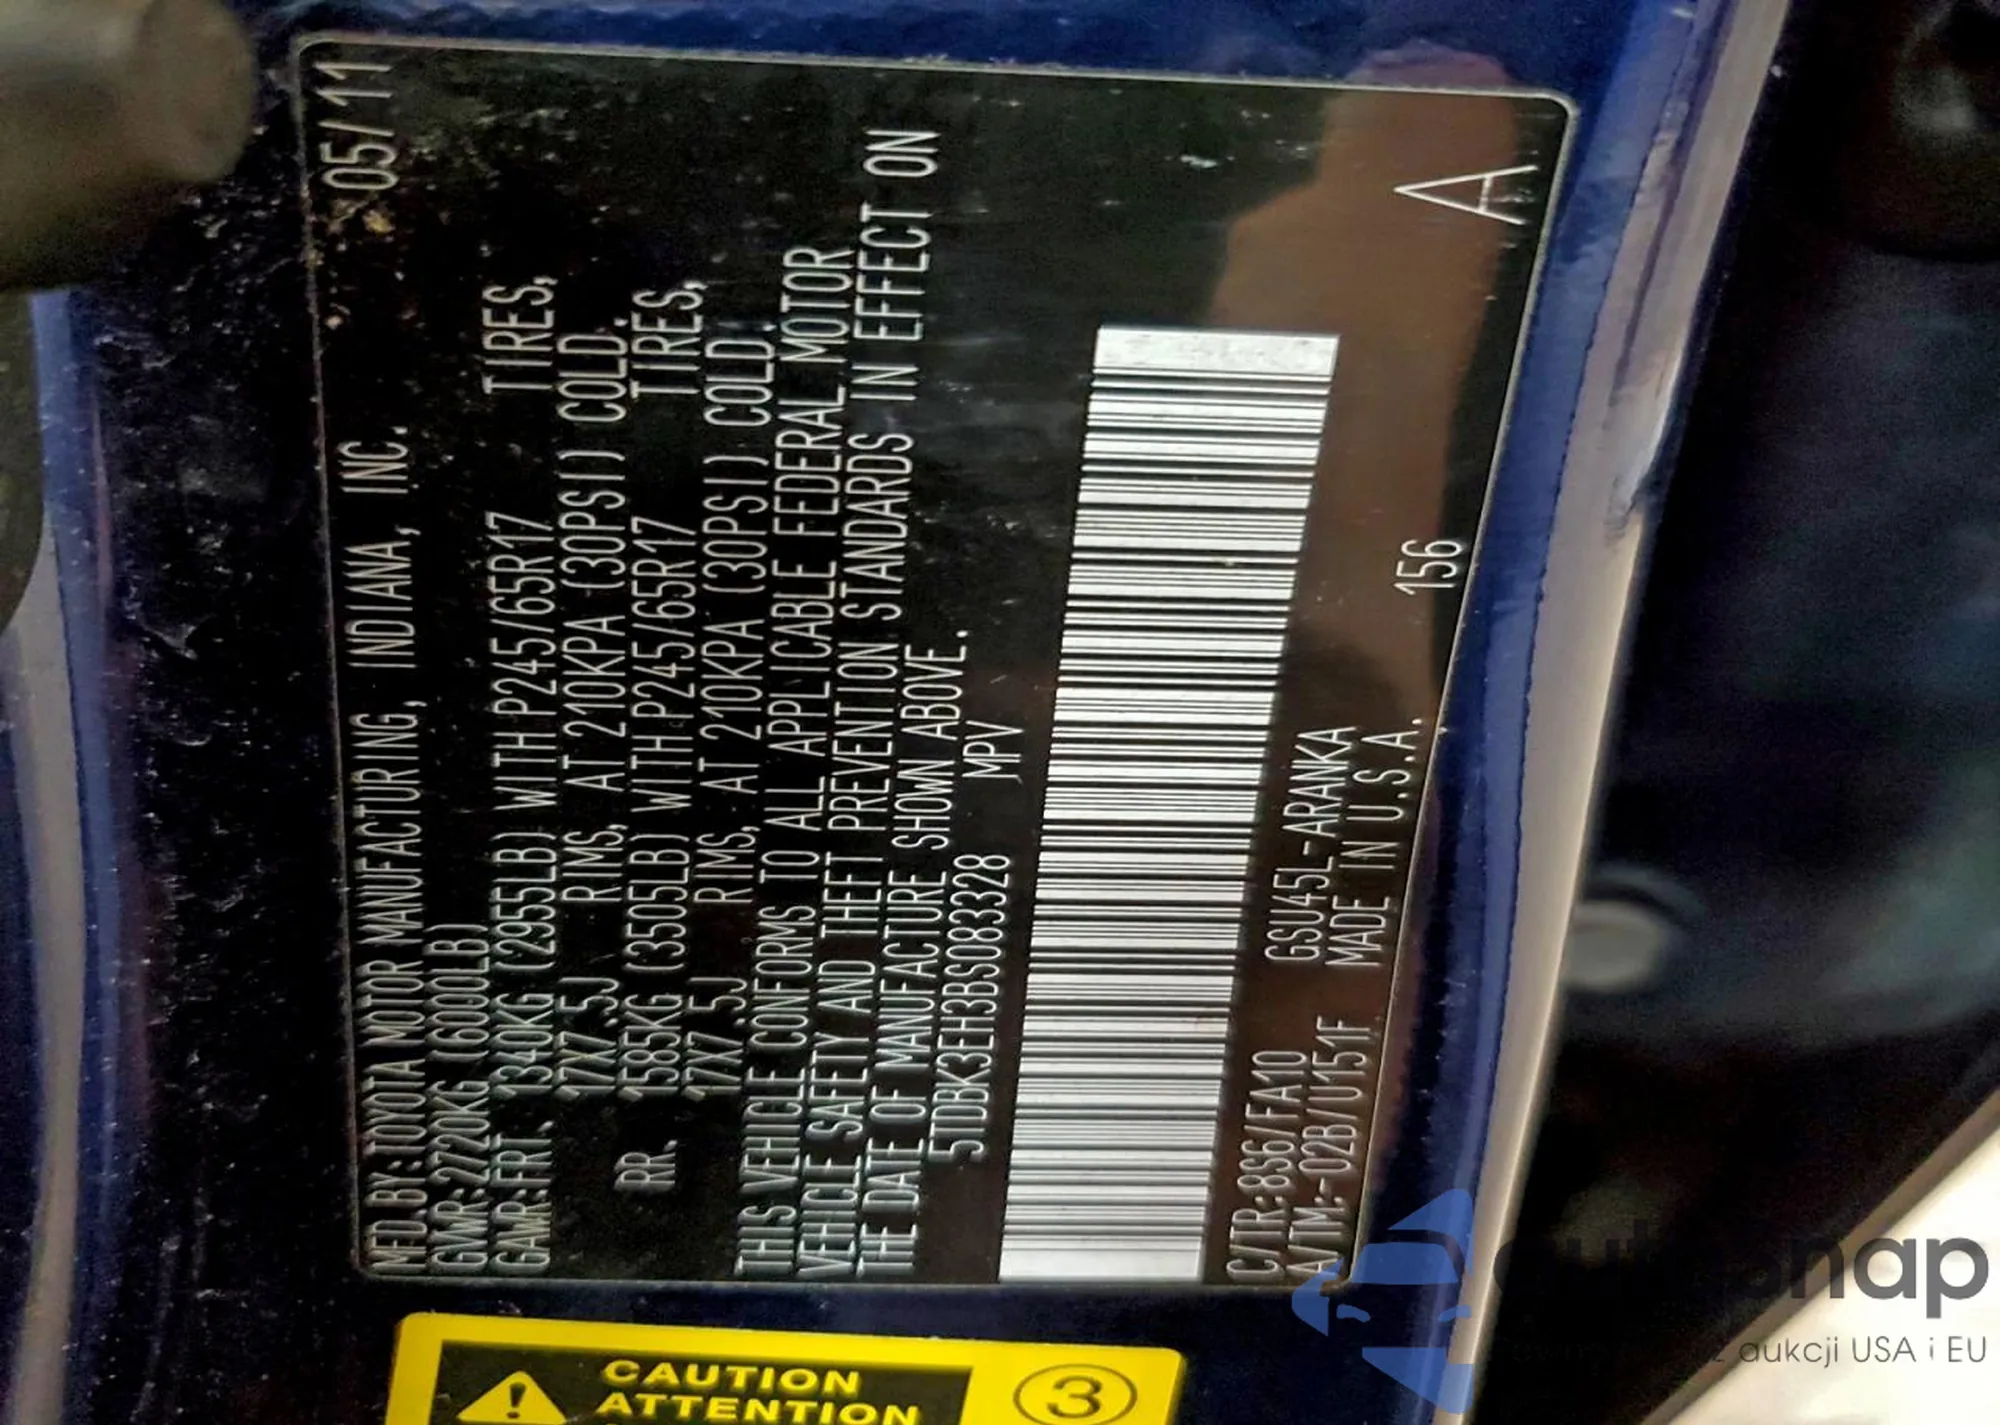 MFD.BY:TOYOTA MOTOR MANUFACTURING, INDIANA, INC. 05/11
GVWR:2720KG (6000LB)
GAWR:FRT. 1340KG (2955LB) WITH P245/65R17 TIRES,
17X7.5J RIMS, AT 210KPA (30PSI) COLD.
RR. 1585KG (3505LB) WITH P245/65R17 TIRES,
17X7.5J RIMS, AT 210KPA (30PSI) COLD.
THIS VEHICLE CONFORMS TO ALL APPLICABLE FEDERAL MOTOR
VEHICLE SAFETY AND THEFT PREVENTION STANDARDS IN EFFECT ON
THE DATE OF MANUFACTURE SHOWN ABOVE.
5TDBK3EH3BS083328 MPV
C/TR:8S6/FA10 GSU45L-ARANKA
A/TM:-02B/U151F MADE IN U.S.A. 156 A
CAUTION
ATTENTION
3
aukcji USA i EU